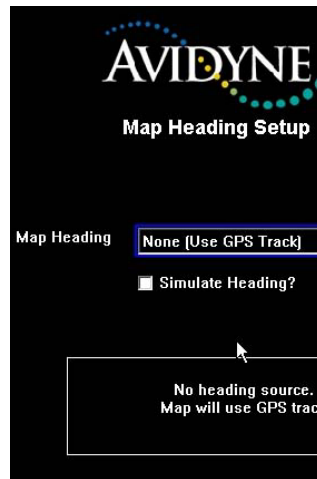 AVIDYNE
Map Heading Setup
Map Heading
None (Use GPS Track)
Simulate Heading?
No heading source.
Map will use GPS trac